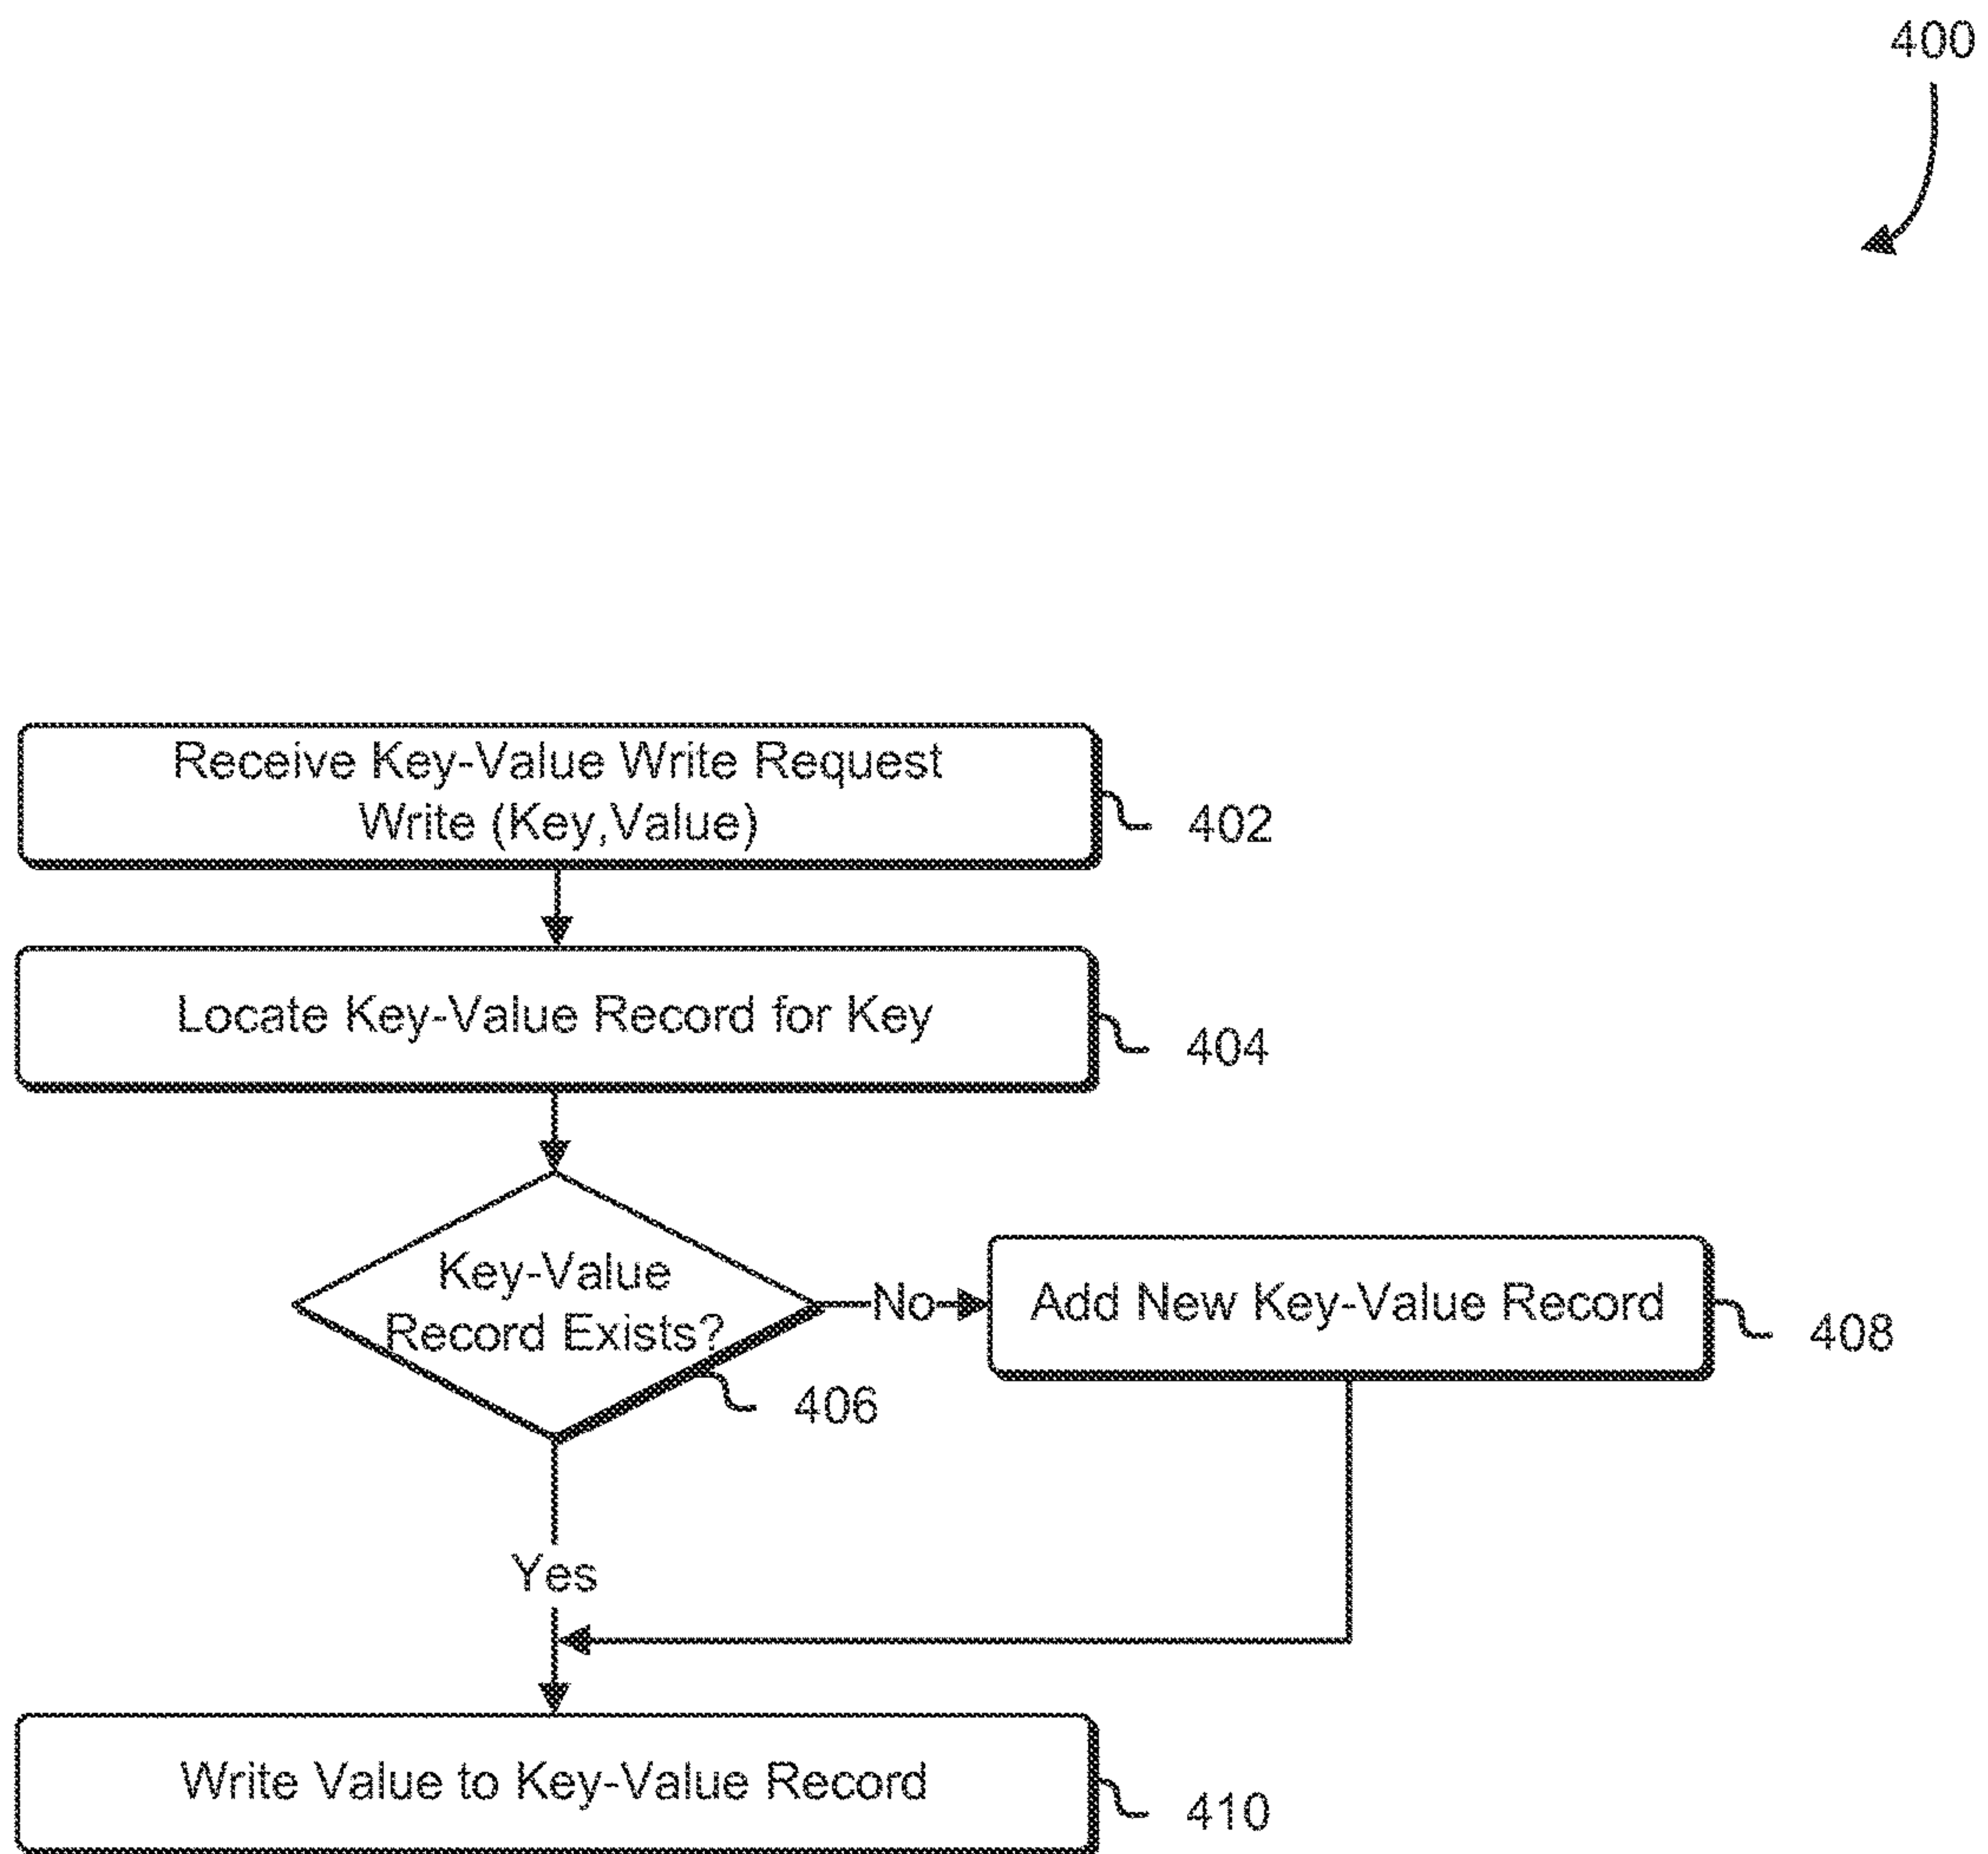 400
Receive Key-Value Write Request
Write (Key,Value)
402
Locate Key-Value Record for Key
404
Key-Value
Record Exists?
406
No
Add New Key-Value Record
408
Yes
Write Value to Key-Value Record
410